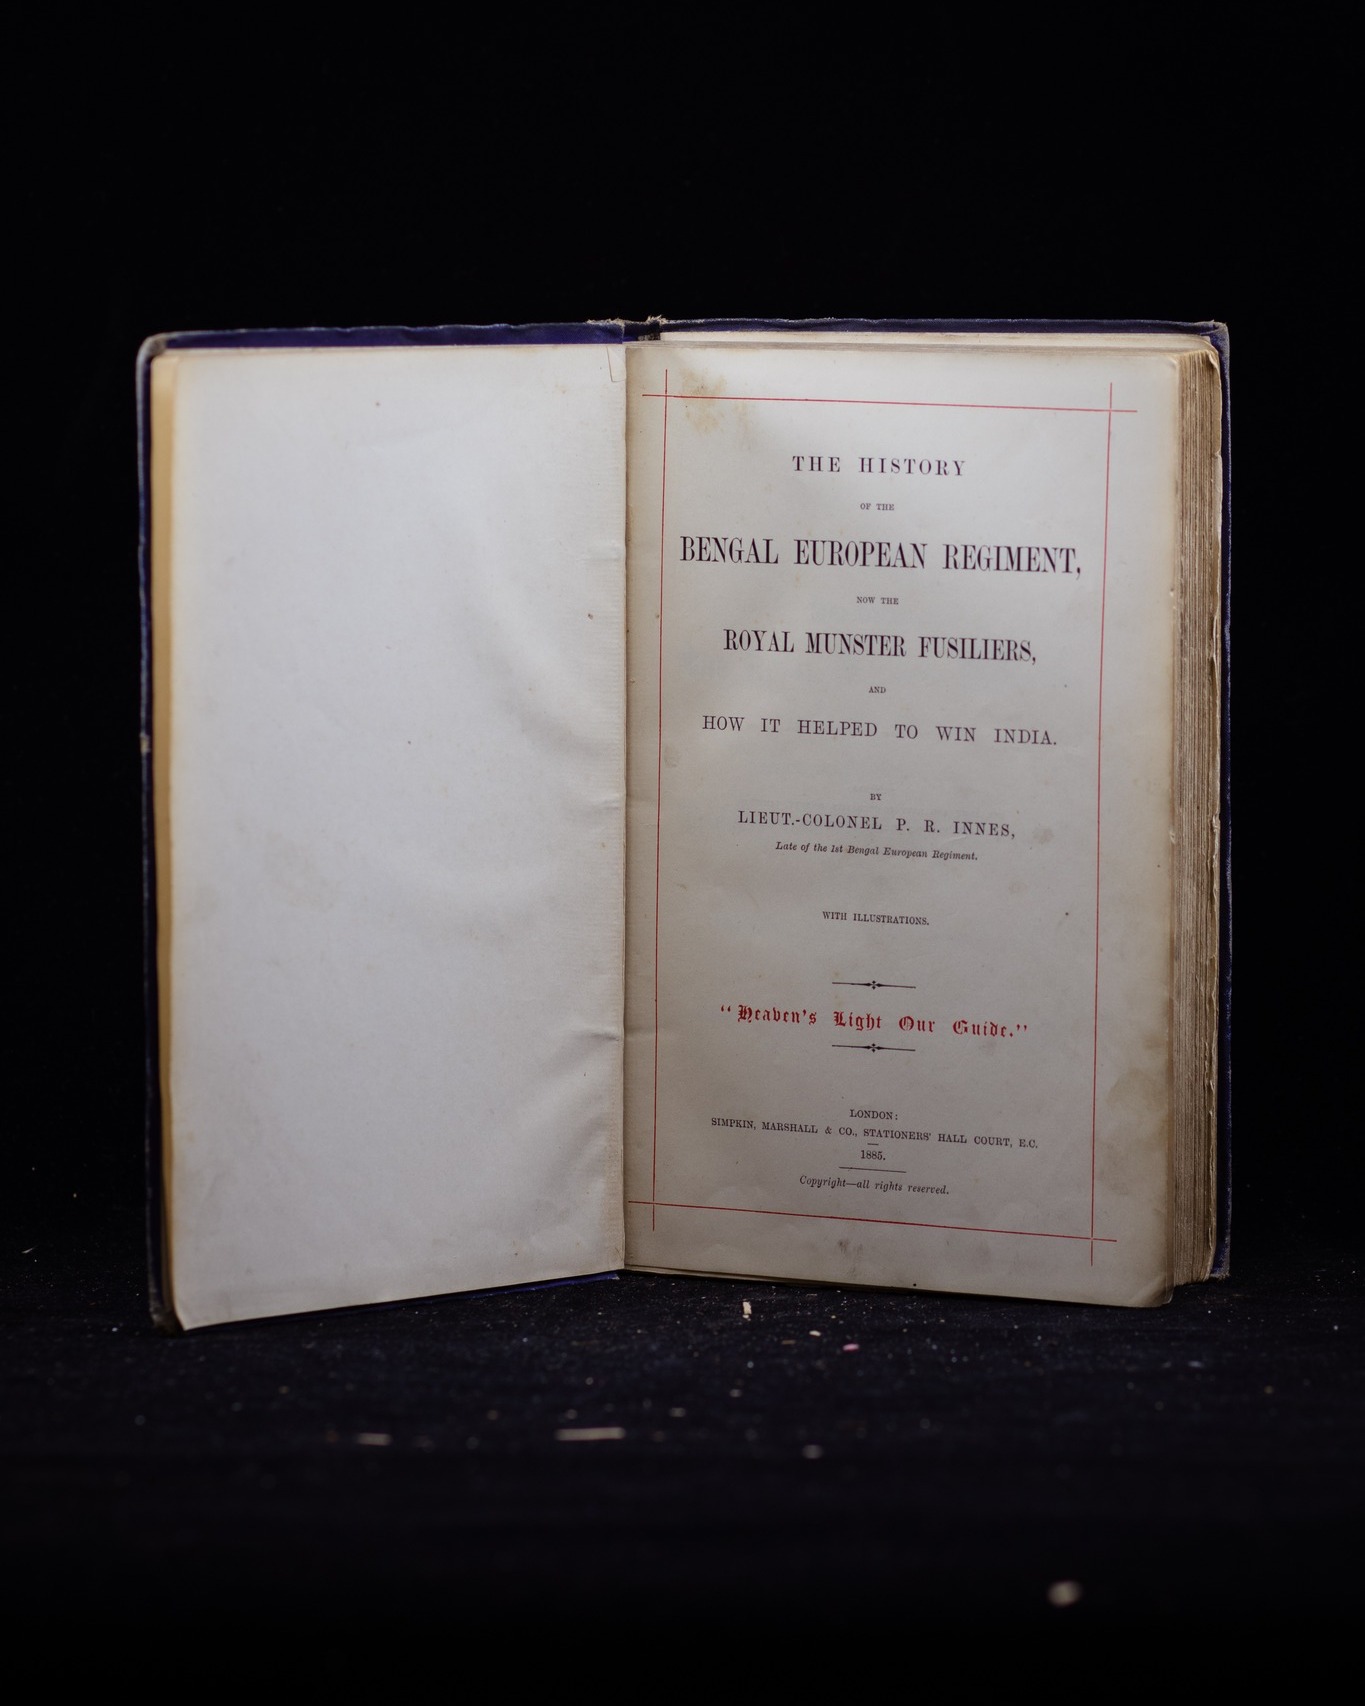 THE HISTORY
OF THE
BENGAL EUROPEAN REGIMENT,
NOW THE
ROYAL MUNSTER FUSILIERS,
AND
HOW IT HELPED TO WIN INDIA.
BY
LIEUT.-COLONEL P. R. INNES,
Late of the 1st Bengal European Regiment.
WITH ILLUSTRATIONS.
“Heaven's Light Our Guide.”
LONDON:
SIMPKIN, MARSHALL & CO., STATIONERS' HALL COURT, E.C.
1885.
Copyright—all rights reserved.